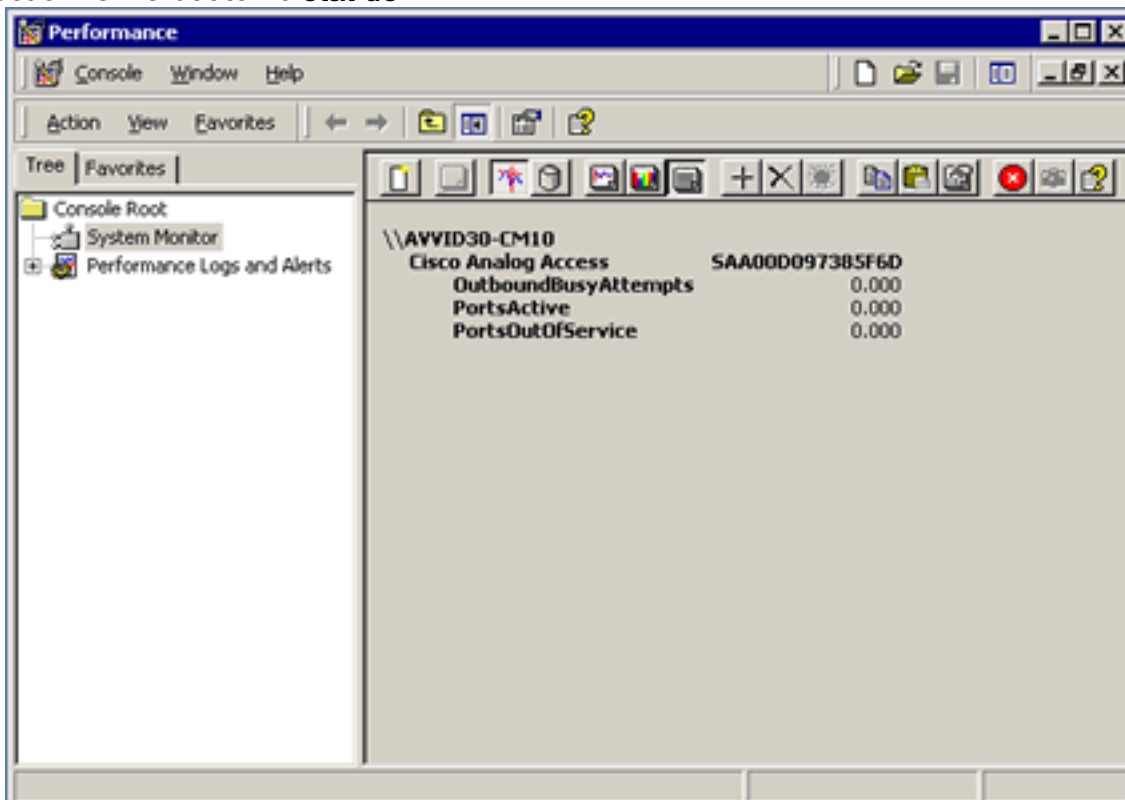 Performance
Console Window Help
Action View Favorites
Tree Favorites
Console Root
System Monitor
Performance Logs and Alerts
\\AVVID30-CM10
Cisco Analog Access SAA00D097385F6D
OutboundBusyAttempts 0.000
PortsActive 0.000
PortsOutOfService 0.000